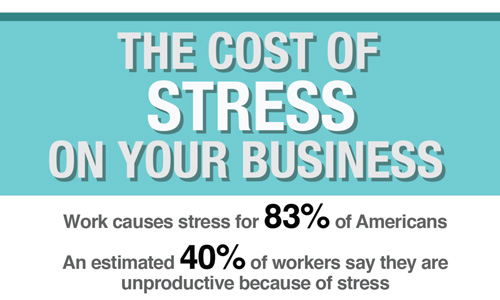 THE COST OF
STRESS
ON YOUR BUSINESS
Work causes stress for 83% of Americans
An estimated 40% of workers say they are
unproductive because of stress